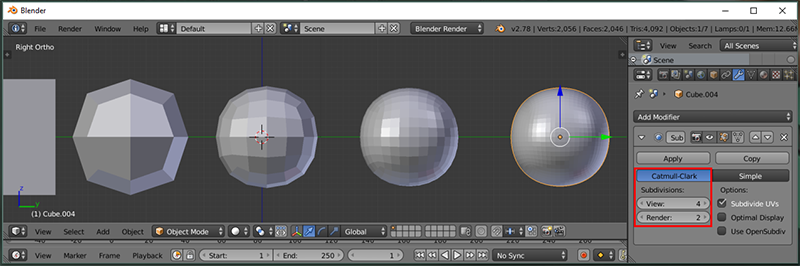 Blender
File Render Window Help Default Scene Blender Render v2.78 | Verts:2,056 | Faces:2,046 | Tris:4,092 | Objects:1/7 | Lamps:0/1 | Mem:12.66M
View Search All Scenes
Right Ortho
Scene
Cube.004
Add Modifier
Sub
Apply Copy
Catmull-Clark Simple
Subdivisions: Options:
View: 4 Subdivide UVs
Render: 2 Optimal Display
Use OpenSubdiv
z
y
(1) Cube.004
View Select Add Object Object Mode Global
View Marker Frame Playback Start: 1 End: 250 1 No Sync